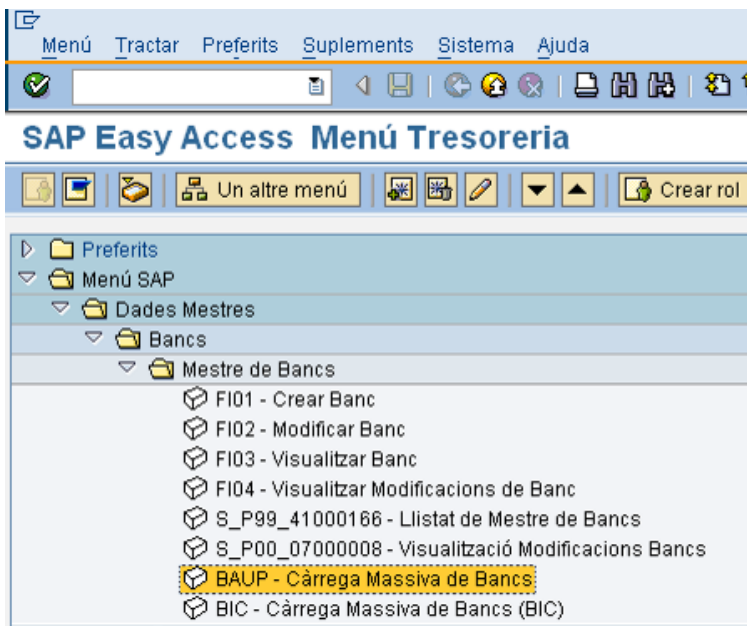 Menú Tractar Preferits Suplements Sistema Ajuda
SAP Easy Access Menú Tresoreria
Un altre menú Crear rol
Preferits
Menú SAP
Dades Mestres
Bancs
Mestre de Bancs
FI01 - Crear Banc
FI02 - Modificar Banc
FI03 - Visualitzar Banc
FI04 - Visualitzar Modificacions de Banc
S_P99_41000166 - Llistat de Mestre de Bancs
S_P00_07000008 - Visualització Modificacions Bancs
BAUP - Càrrega Massiva de Bancs
BIC - Càrrega Massiva de Bancs (BIC)